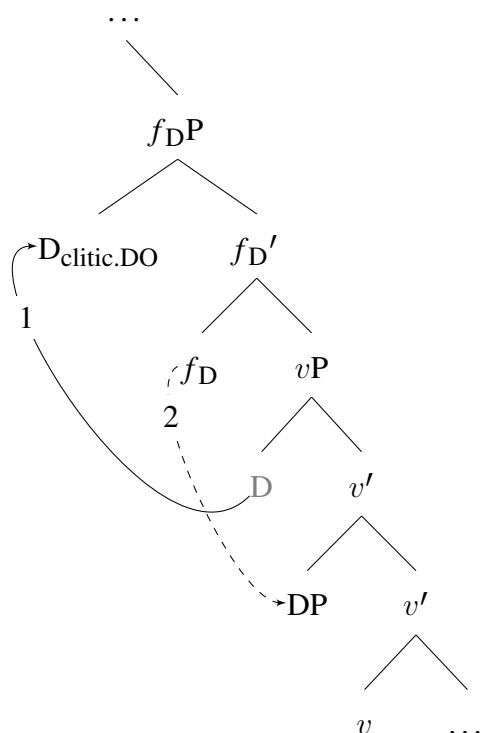 ...
f_DP
D_clitic.DO f_D′
1
f_D vP
2
D v′
DP v′
v ...